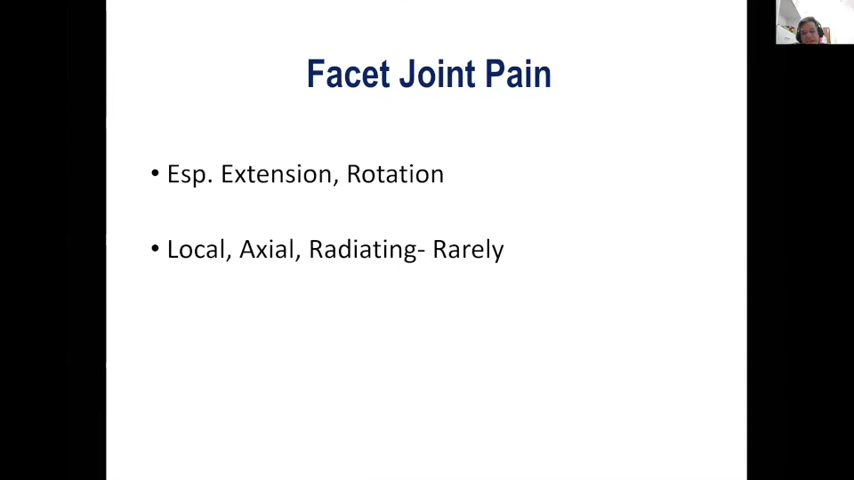 Facet Joint Pain
• Esp. Extension, Rotation
• Local, Axial, Radiating- Rarely